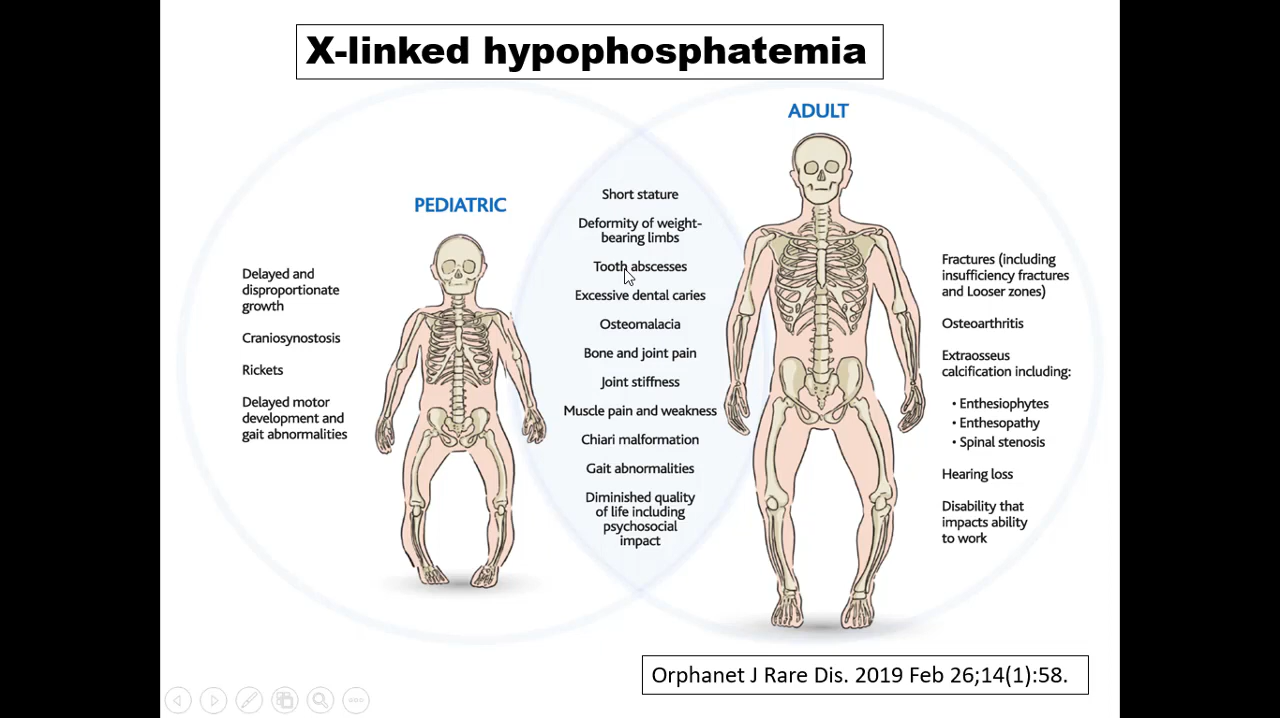 X-linked hypophosphatemia
PEDIATRIC
Delayed and
disproportionate
growth
Craniosynostosis
Rickets
Delayed motor
development and
gait abnormalities
Short stature
Deformity of weight-
bearing limbs
Tooth abscesses
Excessive dental caries
Osteomalacia
Bone and joint pain
Joint stiffness
Muscle pain and weakness
Chiari malformation
Gait abnormalities
Diminished quality
of life including
psychosocial
impact
ADULT
Fractures (including
insufficiency fractures
and Looser zones)
Osteoarthritis
Extraosseus
calcification including:
• Enthesiophytes
• Enthesopathy
• Spinal stenosis
Hearing loss
Disability that
impacts ability
to work
Orphanet J Rare Dis. 2019 Feb 26;14(1):58.